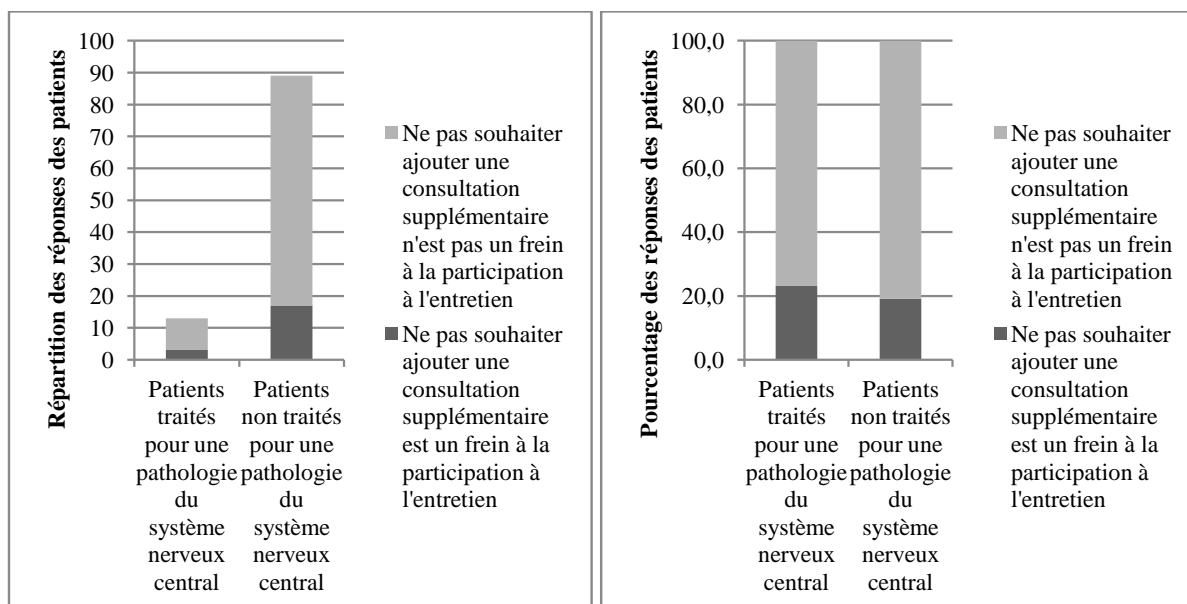 Répartition des réponses des patients
100
90
80
70
60
50
40
30
20
10
0
Patients
traités
pour une
pathologie
du
système
nerveux
central
Patients
non traités
pour une
pathologie
du
système
nerveux
central
Ne pas souhaiter
ajouter une
consultation
supplémentaire
n'est pas un frein
à la participation
à l'entretien
Ne pas souhaiter
ajouter une
consultation
supplémentaire
est un frein à la
participation à
l'entretien
Pourcentage des réponses des patients
100,0
80,0
60,0
40,0
20,0
0,0
Patients
traités
pour une
pathologie
du
système
nerveux
central
Patients
non traités
pour une
pathologie
du
système
nerveux
central
Ne pas souhaiter
ajouter une
consultation
supplémentaire
n'est pas un frein
à la participation
à l'entretien
Ne pas souhaiter
ajouter une
consultation
supplémentaire
est un frein à la
participation à
l'entretien